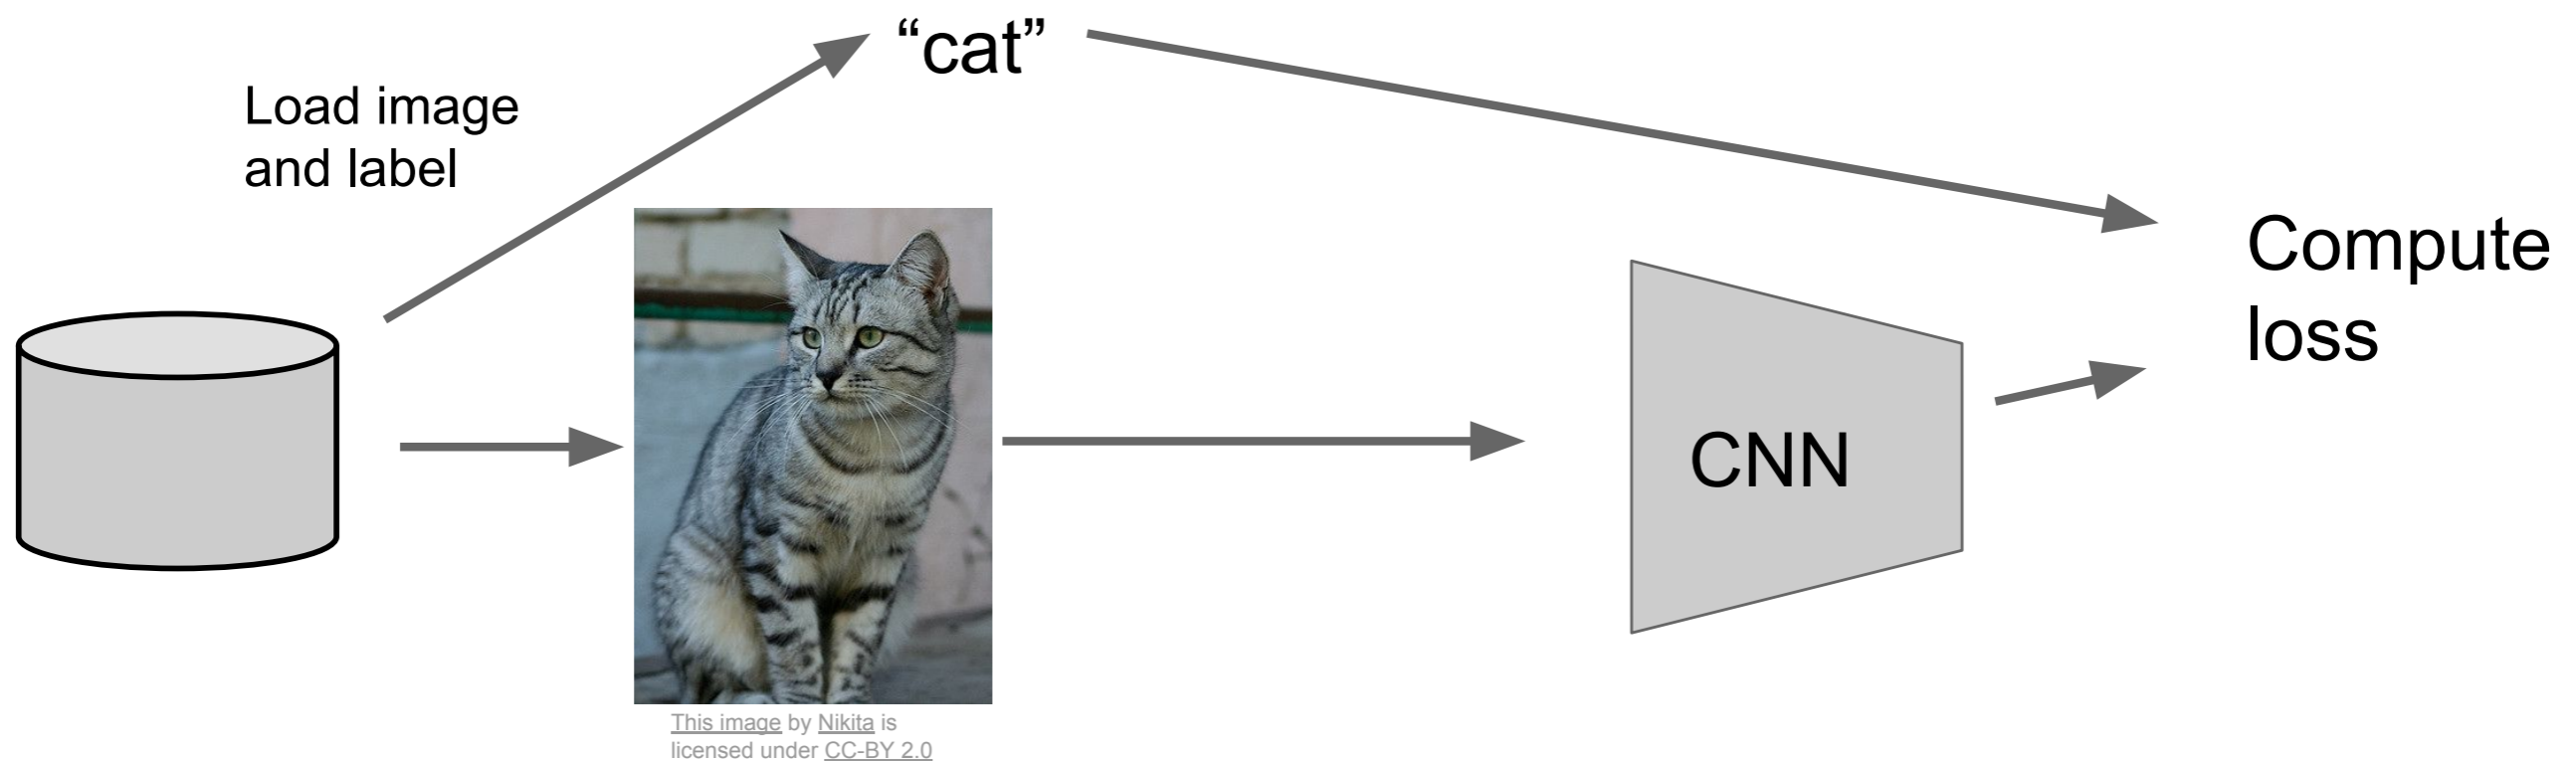 “cat”
Load image
and label
Compute
loss
CNN
This image by Nikita is
licensed under CC-BY 2.0